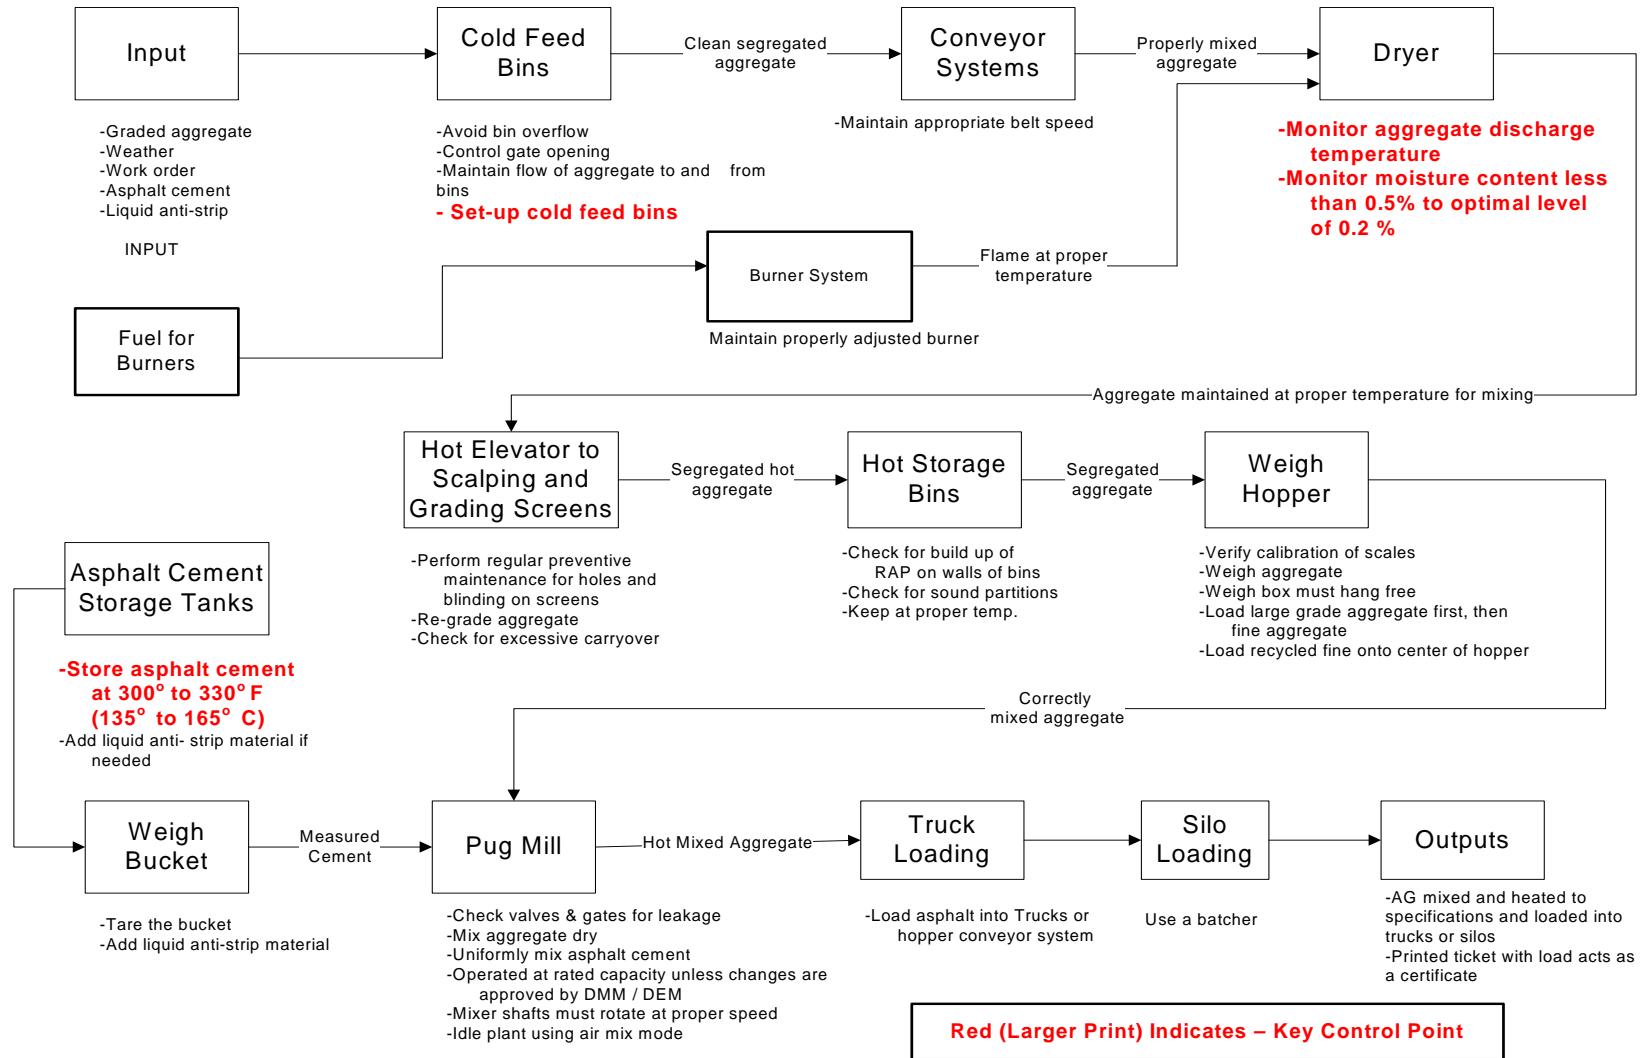 Input
Cold Feed
Bins
Clean segregated
aggregate
Conveyor
Systems
Properly mixed
aggregate
Dryer
-Graded aggregate
-Weather
-Work order
-Asphalt cement
-Liquid anti-strip
INPUT
-Avoid bin overflow
-Control gate opening
-Maintain flow of aggregate to and from
bins
- Set-up cold feed bins
-Maintain appropriate belt speed
-Monitor aggregate discharge
temperature
-Monitor moisture content less
than 0.5% to optimal level
of 0.2 %
Fuel for
Burners
Burner System
Maintain properly adjusted burner
Flame at proper
temperature
Aggregate maintained at proper temperature for mixing
Hot Elevator to
Scalping and
Grading Screens
Segregated hot
aggregate
Hot Storage
Bins
Segregated
aggregate
Weigh
Hopper
-Perform regular preventive
maintenance for holes and
blinding on screens
-Re-grade aggregate
-Check for excessive carryover
-Check for build up of
RAP on walls of bins
-Check for sound partitions
-Keep at proper temp.
-Verify calibration of scales
-Weigh aggregate
-Weigh box must hang free
-Load large grade aggregate first, then
fine aggregate
-Load recycled fine onto center of hopper
Asphalt Cement
Storage Tanks
-Store asphalt cement
at 300° to 330° F
(135° to 165° C)
-Add liquid anti- strip material if
needed
Correctly
mixed aggregate
Weigh
Bucket
Measured
Cement
Pug Mill
Hot Mixed Aggregate
Truck
Loading
Silo
Loading
Outputs
-Tare the bucket
-Add liquid anti-strip material
-Check valves & gates for leakage
-Mix aggregate dry
-Uniformly mix asphalt cement
-Operated at rated capacity unless changes are
approved by DMM / DEM
-Mixer shafts must rotate at proper speed
-Idle plant using air mix mode
-Load asphalt into Trucks or
hopper conveyor system
Use a batcher
-AG mixed and heated to
specifications and loaded into
trucks or silos
-Printed ticket with load acts as
a certificate
Red (Larger Print) Indicates – Key Control Point